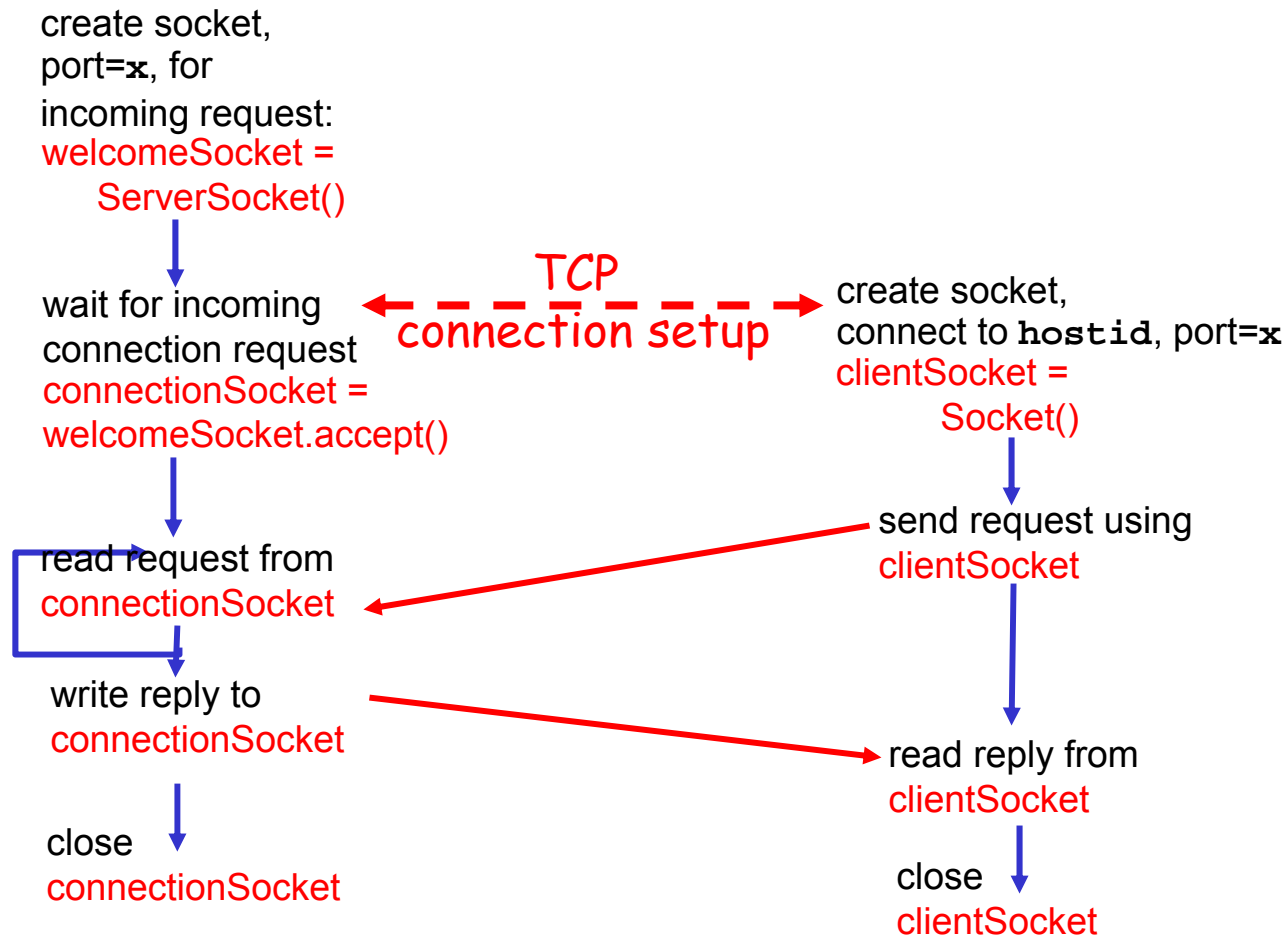 create socket,
port=x, for
incoming request:
welcomeSocket =
ServerSocket()
wait for incoming
connection request
connectionSocket =
welcomeSocket.accept()
read request from
connectionSocket
write reply to
connectionSocket
close
connectionSocket
TCP
connection setup
create socket,
connect to hostid, port=x
clientSocket =
Socket()
send request using
clientSocket
read reply from
clientSocket
close
clientSocket